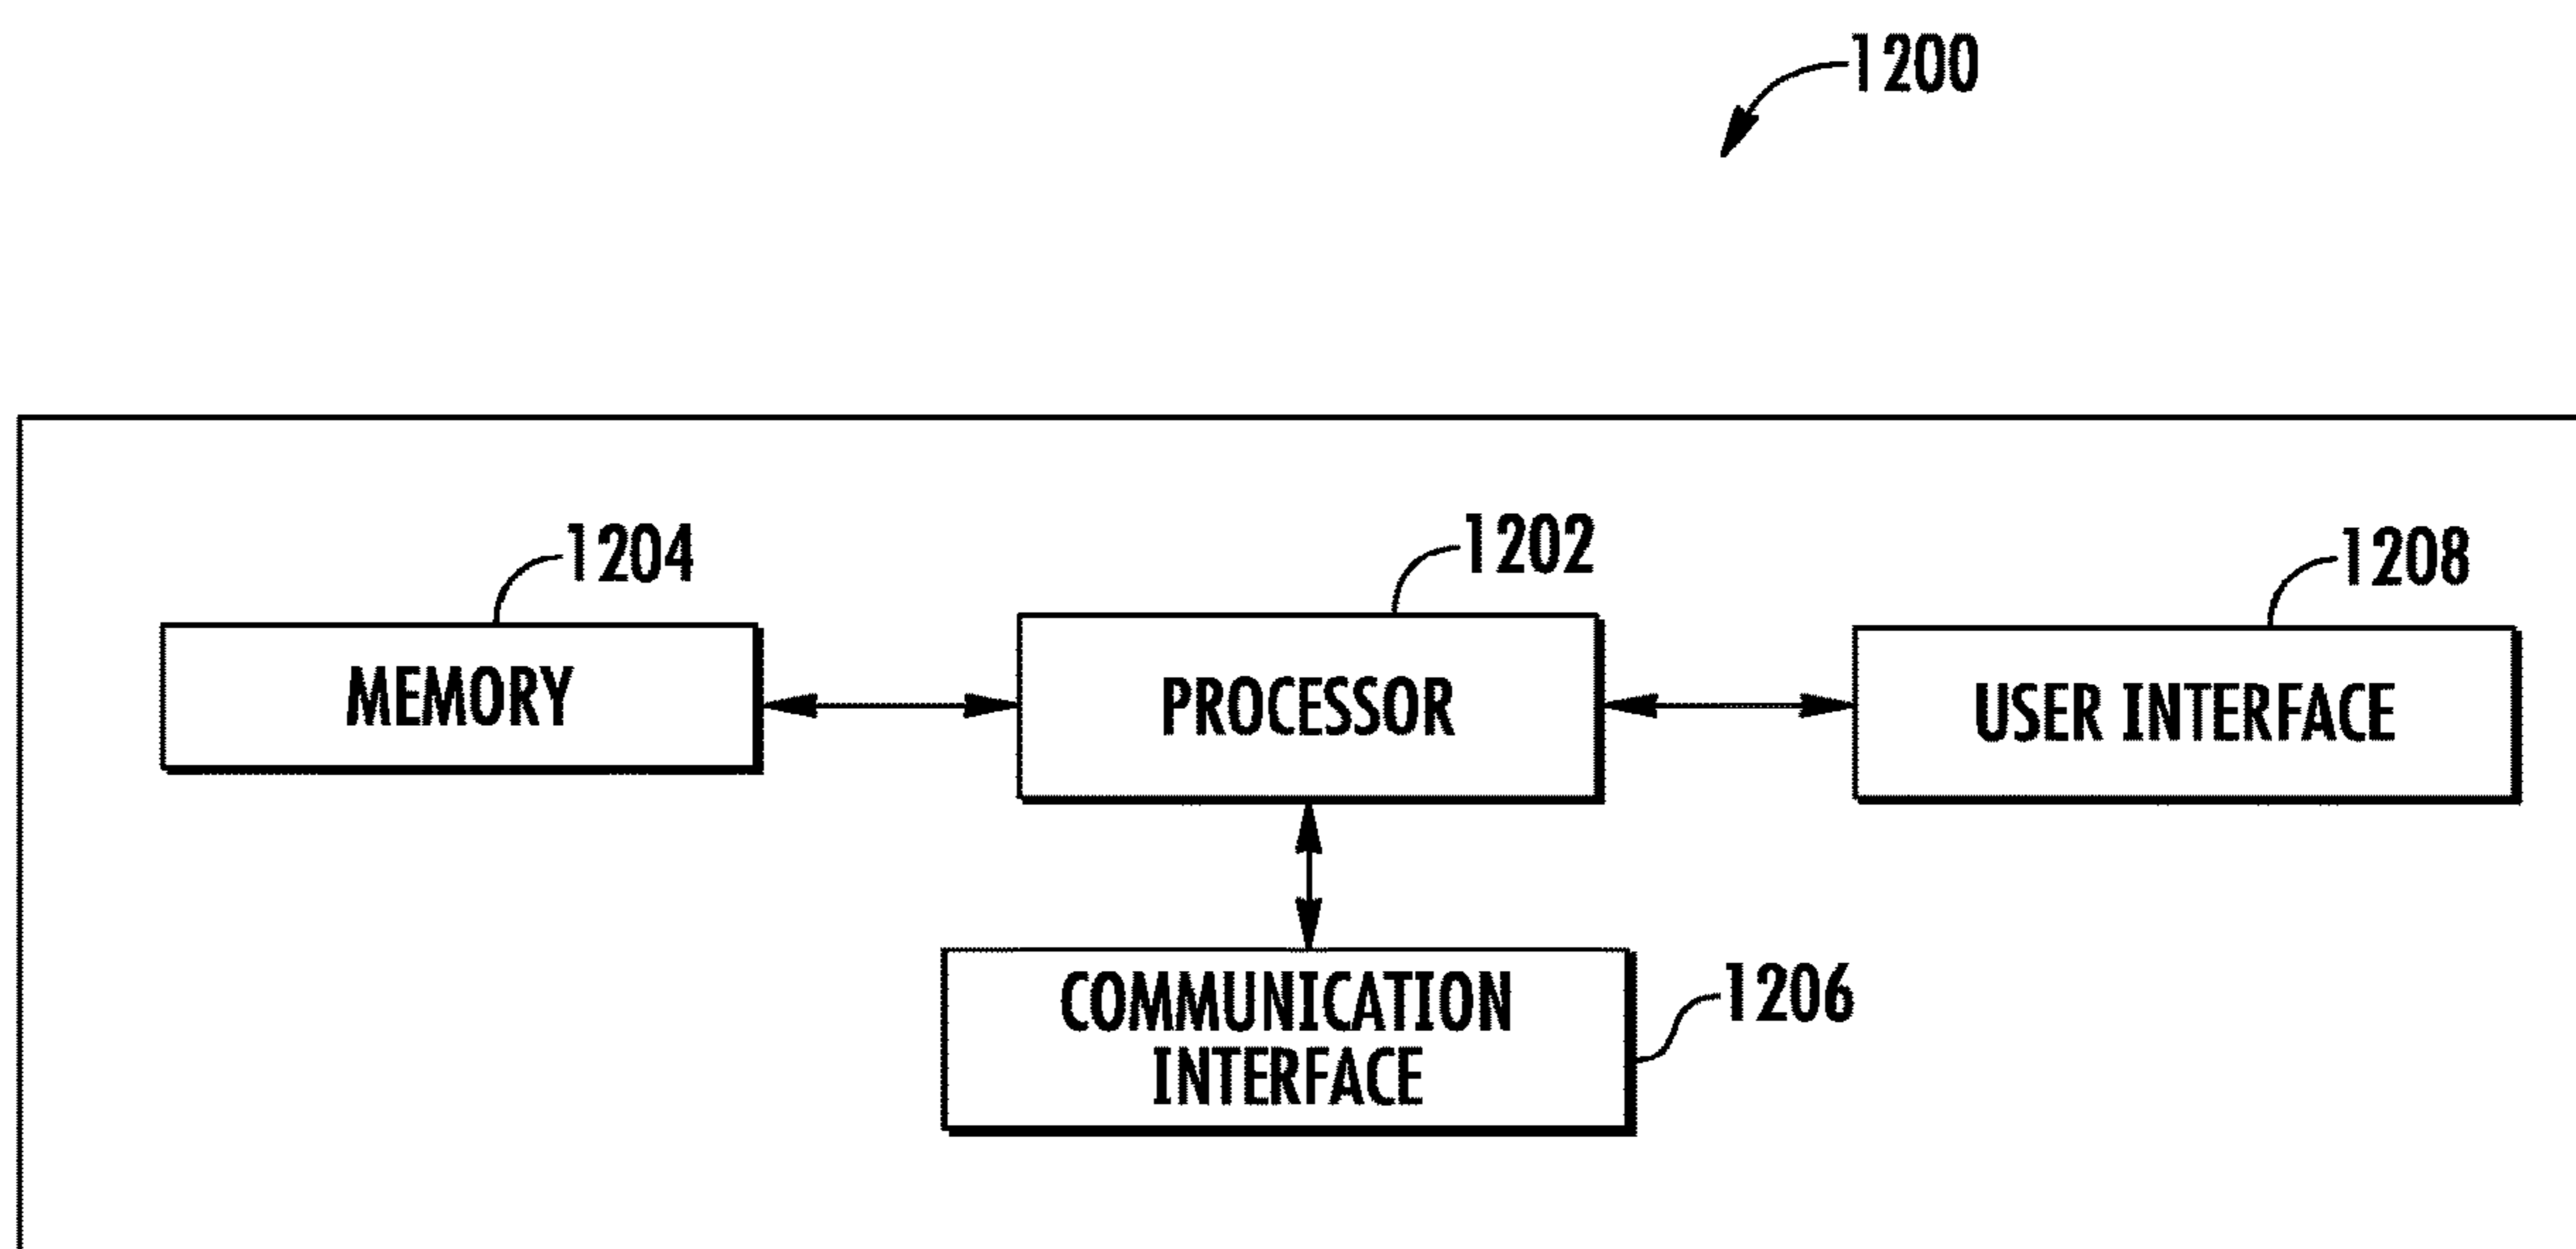 1200
1204
1202
1208
MEMORY
PROCESSOR
USER INTERFACE
COMMUNICATION
INTERFACE
1206